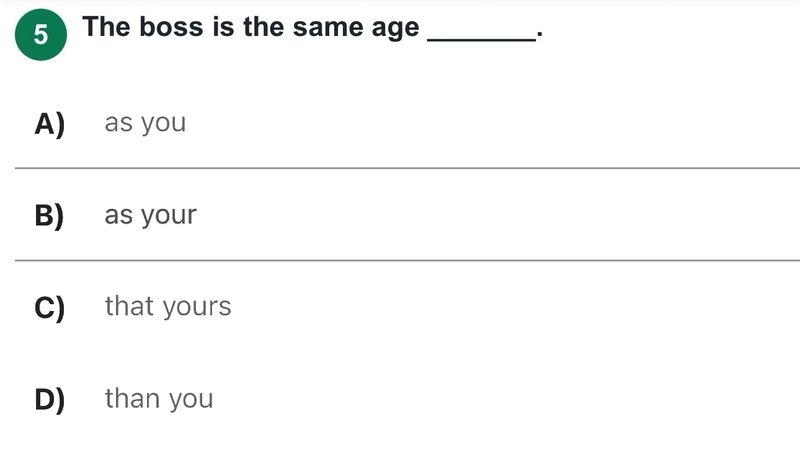 5 The boss is the same age _______.
A) as you
B) as your
C) that yours
D) than you